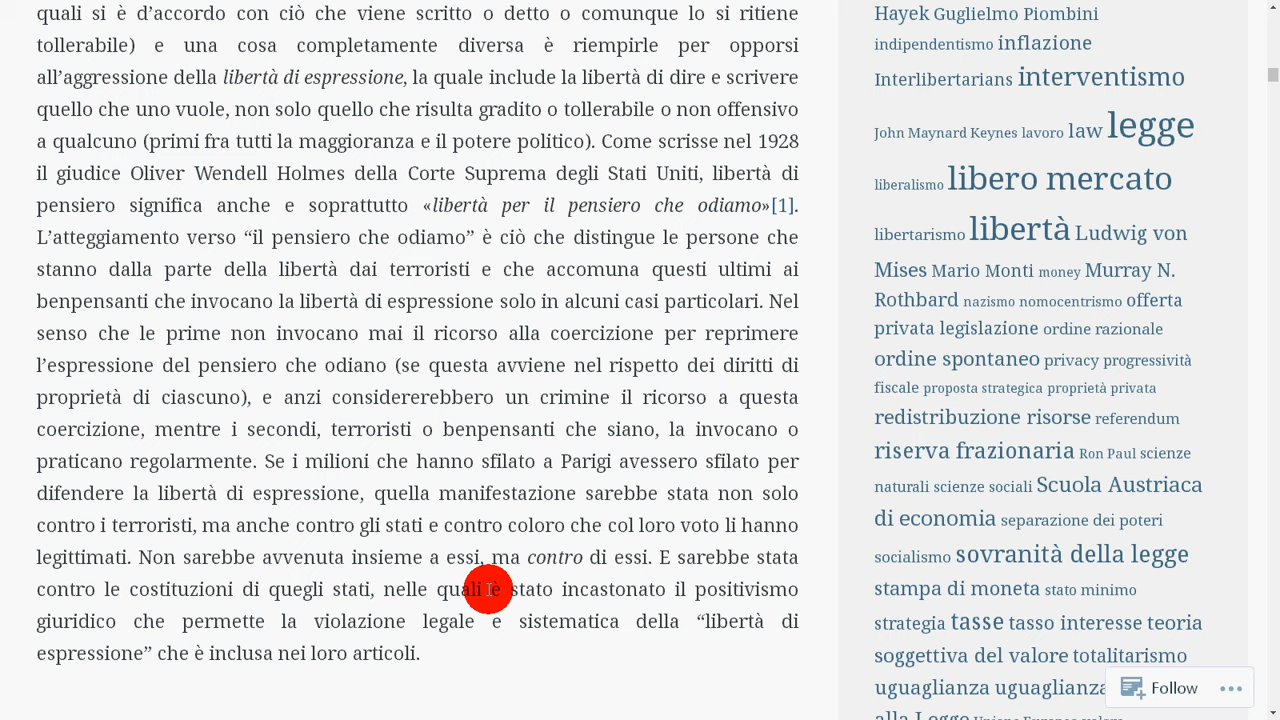 quali si è d’accordo con ciò che viene scritto o detto o comunque lo si ritiene
tollerabile) e una cosa completamente diversa è riempirle per opporsi
all’aggressione della libertà di espressione, la quale include la libertà di dire e scrivere
quello che uno vuole, non solo quello che risulta gradito o tollerabile o non offensivo
a qualcuno (primi fra tutti la maggioranza e il potere politico). Come scrisse nel 1928
il giudice Oliver Wendell Holmes della Corte Suprema degli Stati Uniti, libertà di
pensiero significa anche e soprattutto «libertà per il pensiero che odiamo»[1].
L’atteggiamento verso “il pensiero che odiamo” è ciò che distingue le persone che
stanno dalla parte della libertà dai terroristi e che accomuna questi ultimi ai
benpensanti che invocano la libertà di espressione solo in alcuni casi particolari. Nel
senso che le prime non invocano mai il ricorso alla coercizione per reprimere
l’espressione del pensiero che odiano (se questa avviene nel rispetto dei diritti di
proprietà di ciascuno), e anzi considererebbero un crimine il ricorso a questa
coercizione, mentre i secondi, terroristi o benpensanti che siano, la invocano o
praticano regolarmente. Se i milioni che hanno sfilato a Parigi avessero sfilato per
difendere la libertà di espressione, quella manifestazione sarebbe stata non solo
contro i terroristi, ma anche contro gli stati e contro coloro che col loro voto li hanno
legittimati. Non sarebbe avvenuta insieme a essi, ma contro di essi. E sarebbe stata
contro le costituzioni di quegli stati, nelle quali è stato incastonato il positivismo
giuridico che permette la violazione legale e sistematica della “libertà di
espressione” che è inclusa nei loro articoli.
Hayek Guglielmo Piombini
indipendentismo inflazione
Interlibertarians interventismo
John Maynard Keynes lavoro law legge
liberalismo libero mercato
libertarismo libertà Ludwig von
Mises Mario Monti money Murray N.
Rothbard nazismo nomocentrismo offerta
privata legislazione ordine razionale
ordine spontaneo privacy progressività
fiscale proposta strategica proprietà privata
redistribuzione risorse referendum
riserva frazionaria Ron Paul scienze
naturali scienze sociali Scuola Austriaca
di economia separazione dei poteri
socialismo sovranità della legge
stampa di moneta stato minimo
strategia tasse tasso interesse teoria
soggettiva del valore totalitarismo
uguaglianza uguaglianza
alla Legge Unione Europea valore
Follow